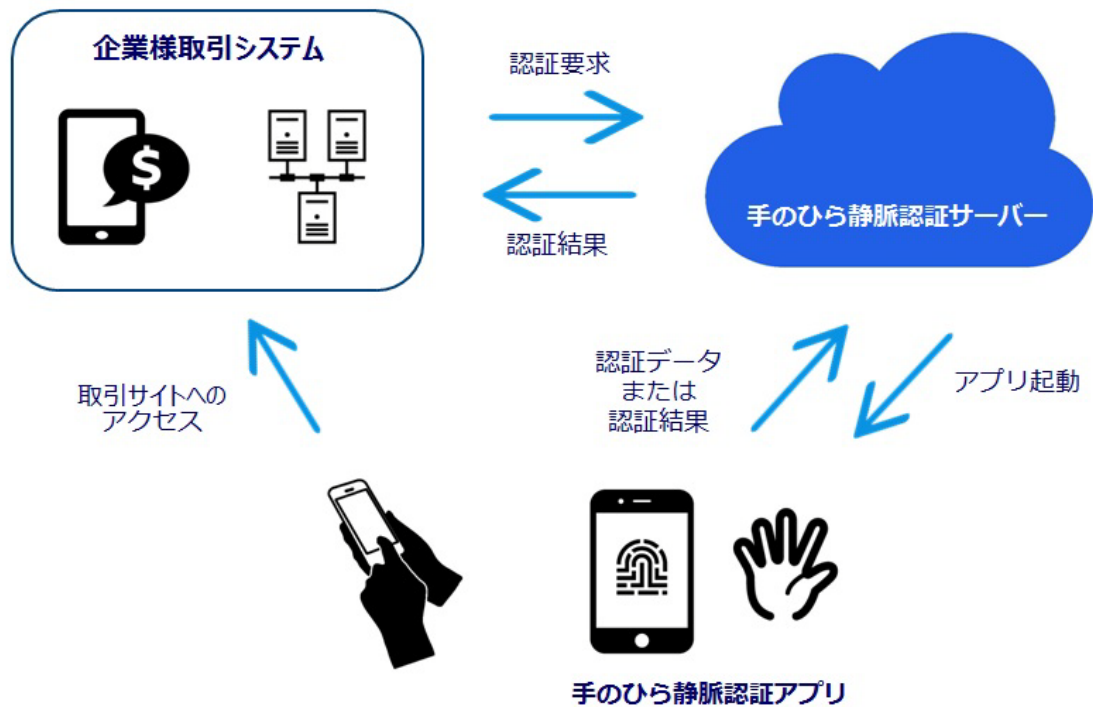 企業様取引システム
認証要求
手のひら静脈認証サーバー
認証結果
取引サイトへの
アクセス
認証データ
または
認証結果
アプリ起動
手のひら静脈認証アプリ
$